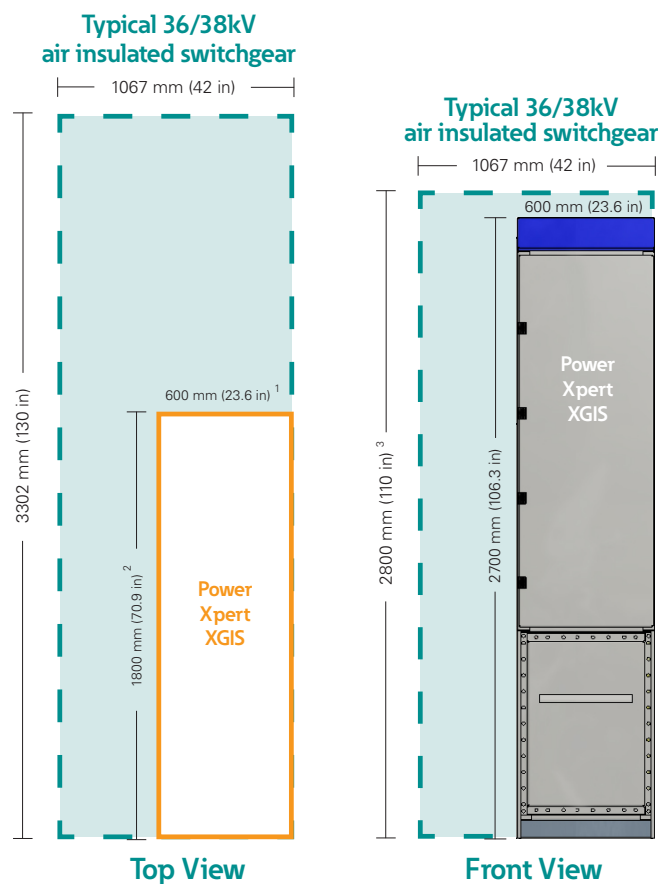 Typical 36/38kV
air insulated switchgear
1067 mm (42 in)
3302 mm (130 in)
600 mm (23.6 in) 1
1800 mm (70.9 in) 2
Power
Xpert
XGIS
Top View
Typical 36/38kV
air insulated switchgear
1067 mm (42 in)
600 mm (23.6 in)
2800 mm (110 in) 3
2700 mm (106.3 in)
Power
Xpert
XGIS
Front View